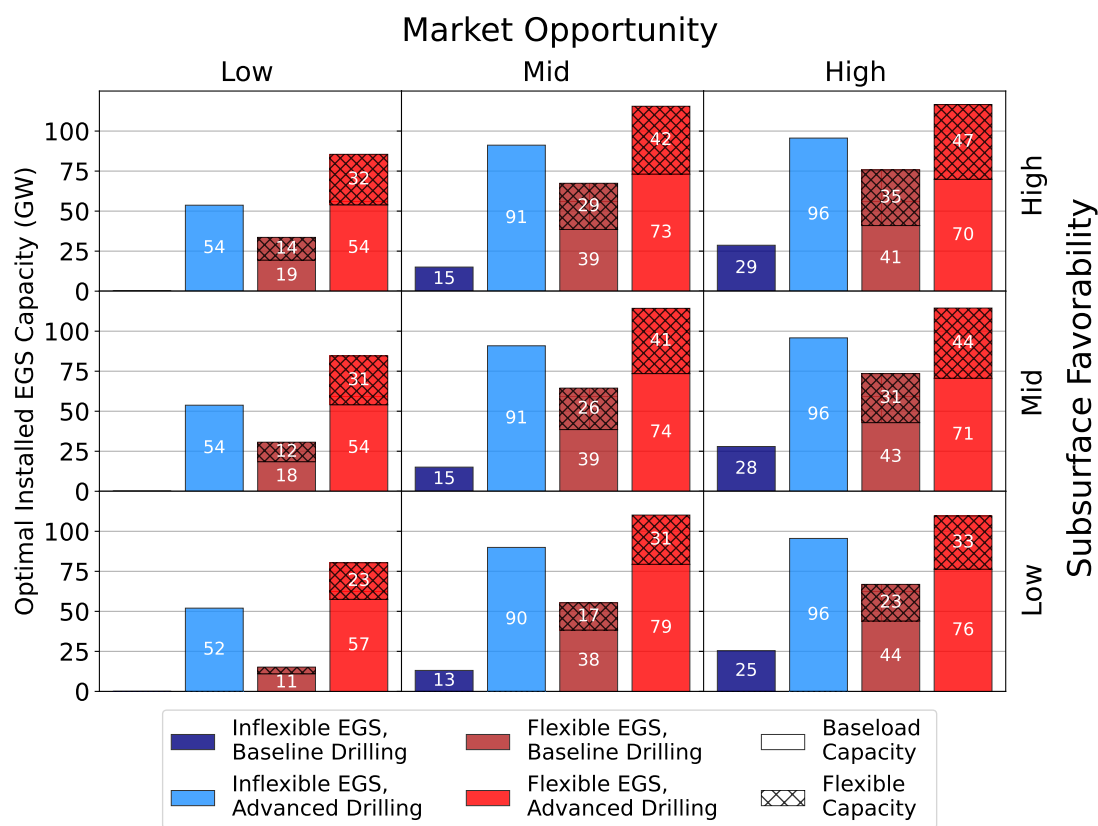 Market Opportunity
Low Mid High
Optimal Installed EGS Capacity (GW)
Subsurface Favorability
High
100
75
50
25
0
54 14 19 32 54
15 91 29 39 42 73
29 96 35 41 47 70
Mid
100
75
50
25
0
54 12 18 31 54
15 91 26 39 41 74
28 96 31 43 44 71
Low
100
75
50
25
0
52 11 23 57
13 90 17 38 31 79
25 96 23 44 33 76
Inflexible EGS,
Baseline Drilling
Inflexible EGS,
Advanced Drilling
Flexible EGS,
Baseline Drilling
Flexible EGS,
Advanced Drilling
Baseload
Capacity
Flexible
Capacity